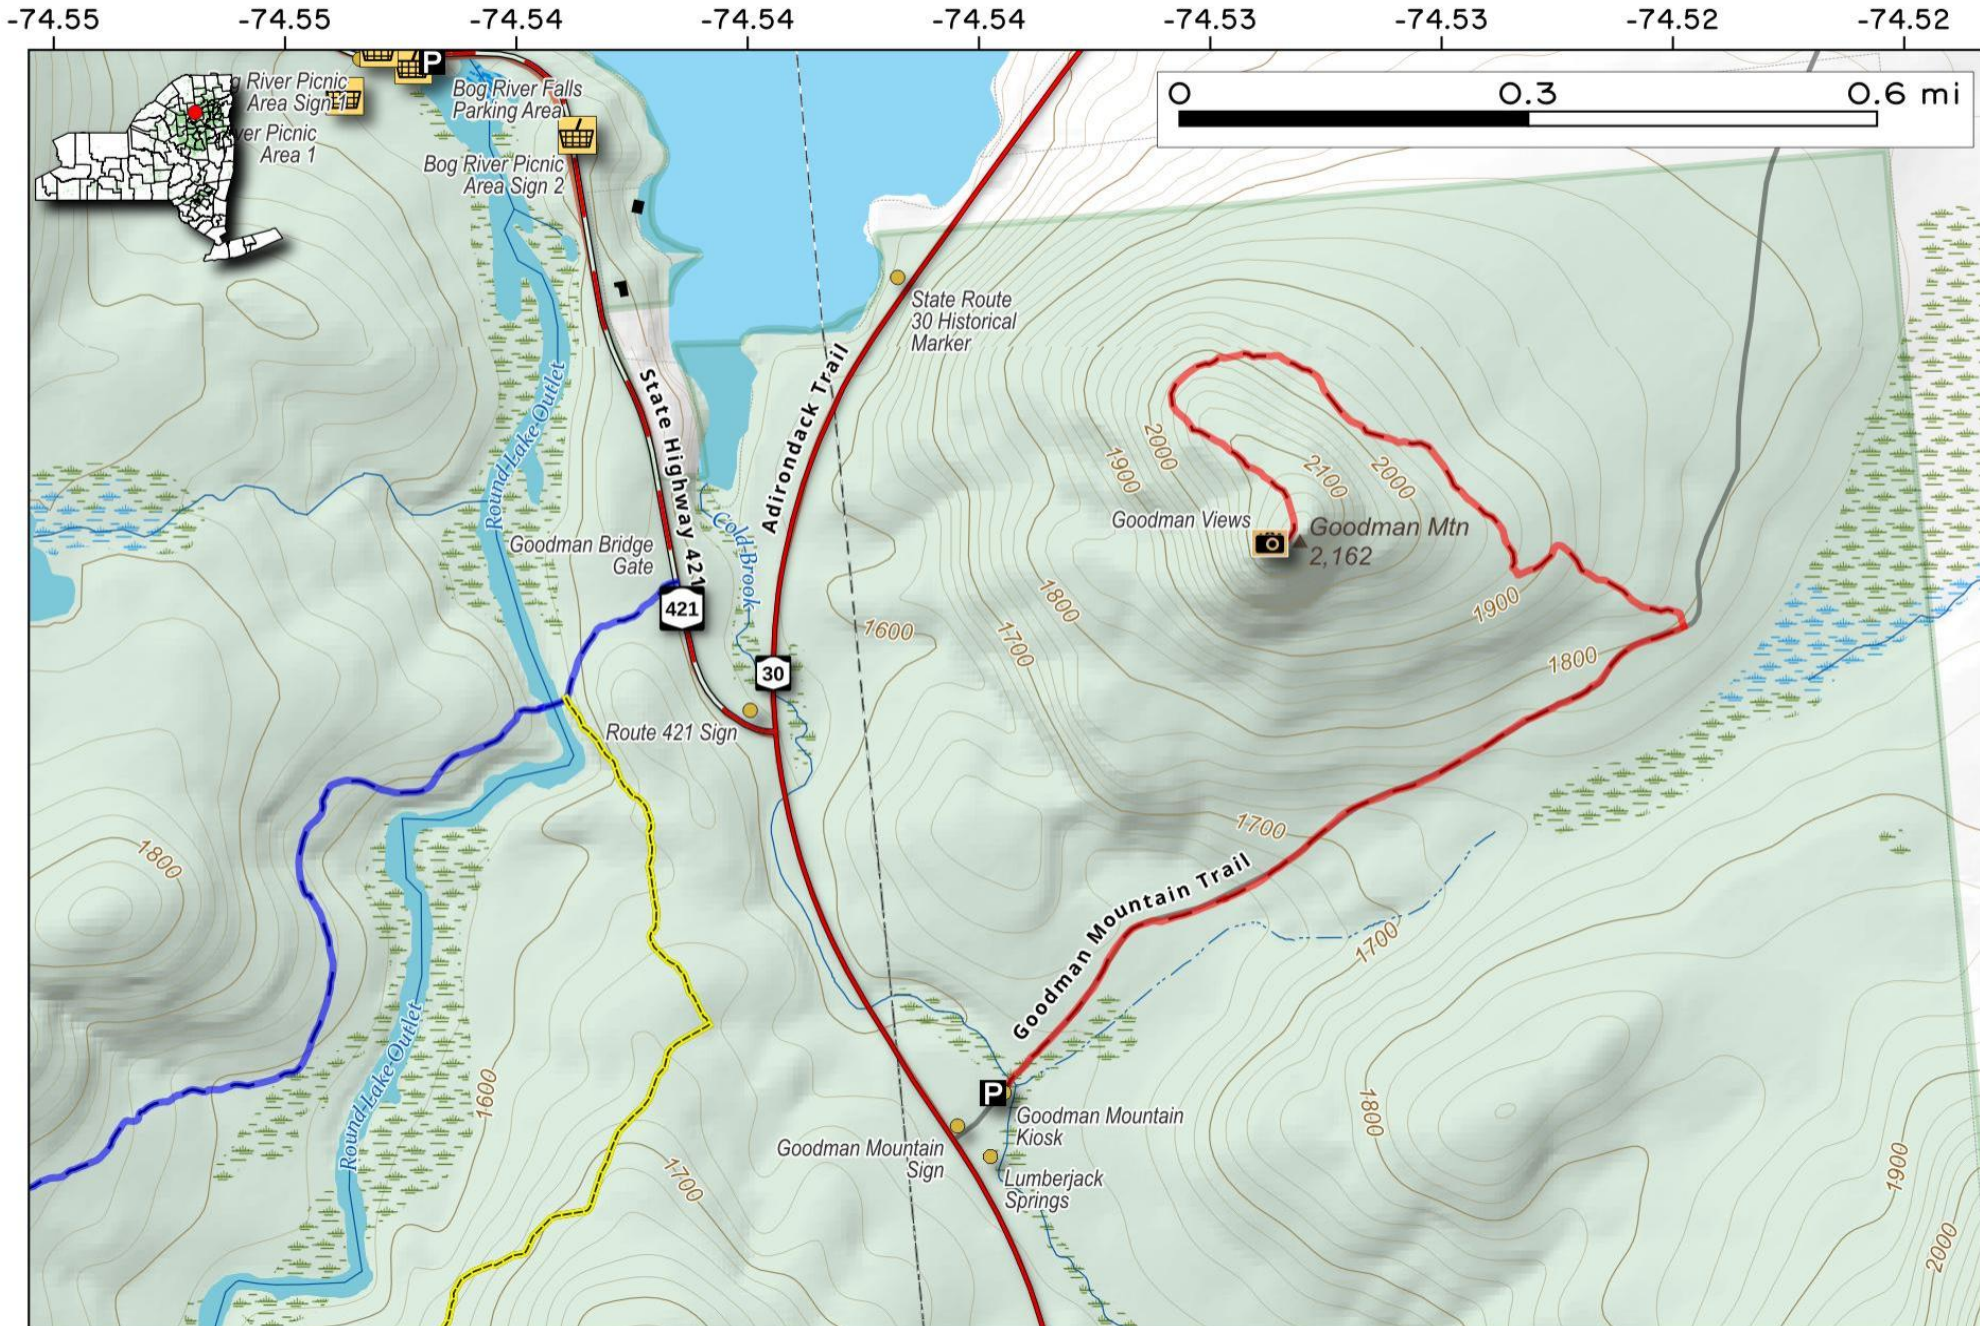 -74.55 -74.55 -74.54 -74.54 -74.54 -74.53 -74.53 -74.52 -74.52
0 0.3 0.6 mi
P
River Picnic
Area Sign 1
Picnic
Area 1
Bog River Falls
Parking Area
Bog River Picnic
Area Sign 2
State Route
30 Historical
Marker
Round Lake Outlet
State Highway 421
Adirondack Trail
Cold Brook
Goodman Bridge
Gate
421
30
Route 421 Sign
2000
1900
2100
2000
Goodman Views
Goodman Mtn
2,162
1800
1700
1600
1900
1800
1700
1800
Goodman Mountain Trail
1700
Round Lake Outlet
1600
P
Goodman Mountain
Kiosk
Goodman Mountain
Sign
Lumberjack
Springs
1700
1800
1900
2000